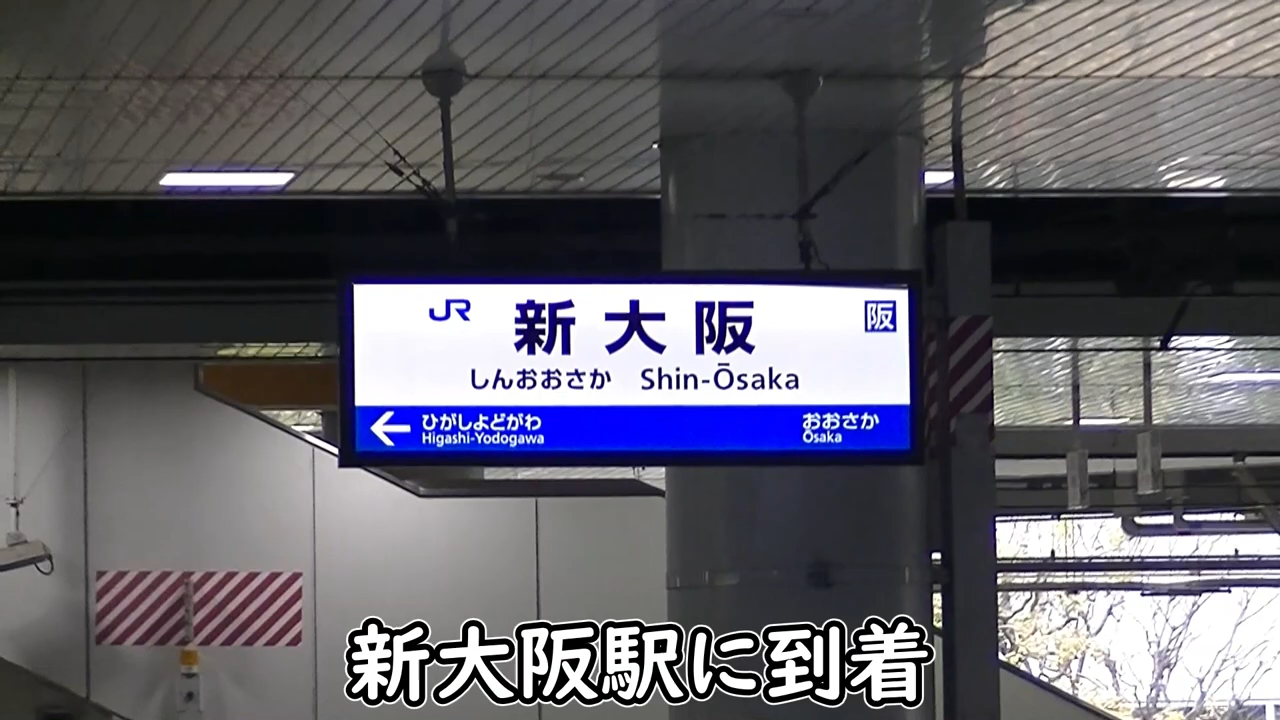 JR 新大阪 阪
しんおおさか Shin-Ōsaka
← ひがしよどがわ おおさか
Higashi-Yodogawa Ōsaka
新大阪駅に到着